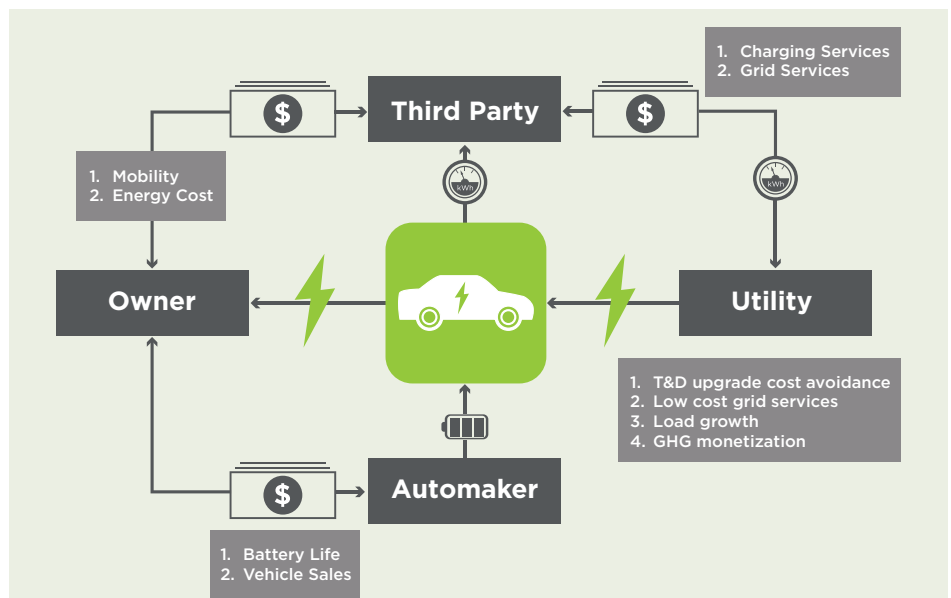 1. Charging Services
2. Grid Services
$
Third Party
$
1. Mobility
2. Energy Cost
kWh
kWh
Owner
Utility
1. T&D upgrade cost avoidance
2. Low cost grid services
3. Load growth
4. GHG monetization
$
Automaker
1. Battery Life
2. Vehicle Sales